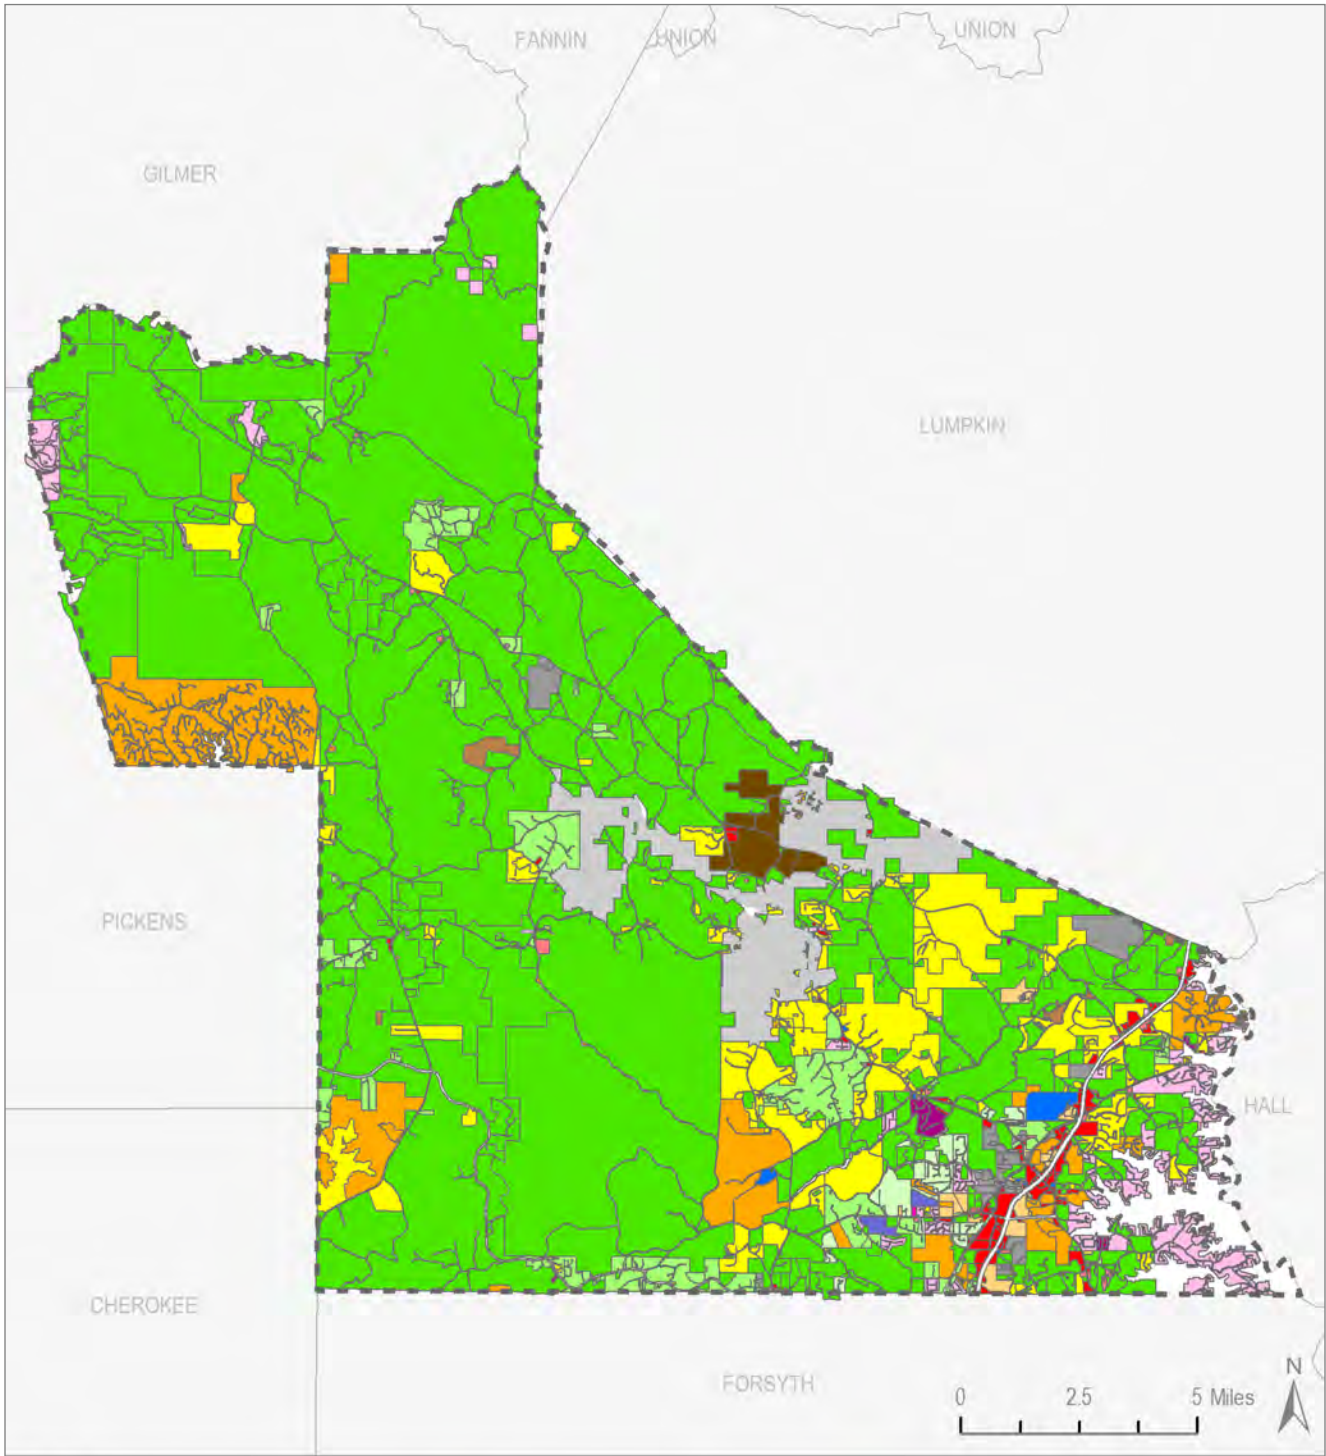 FANNIN
UNION
UNION
GILMER
LUMPKIN
PICKENS
HALL
CHEROKEE
FORSYTH
N
0 2.5 5 Miles